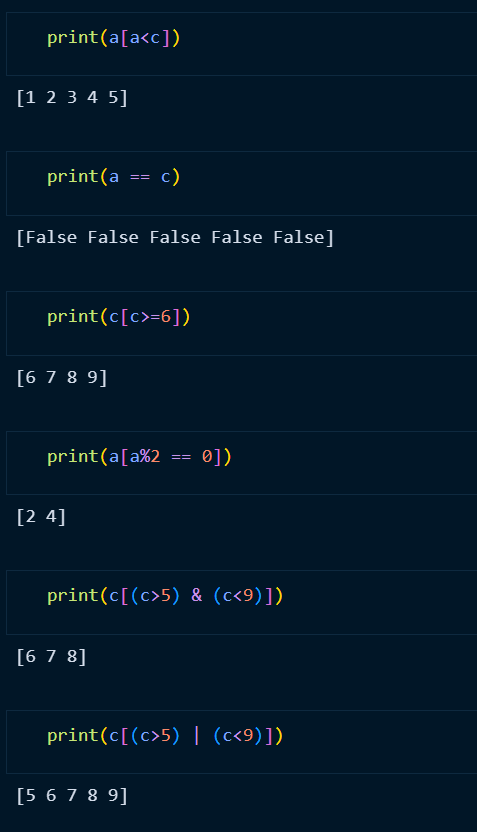 print(a[a<c])
[1 2 3 4 5]
print(a == c)
[False False False False False]
print(c[c>=6])
[6 7 8 9]
print(a[a%2 == 0])
[2 4]
print(c[(c>5) & (c<9)])
[6 7 8]
print(c[(c>5) | (c<9)])
[5 6 7 8 9]